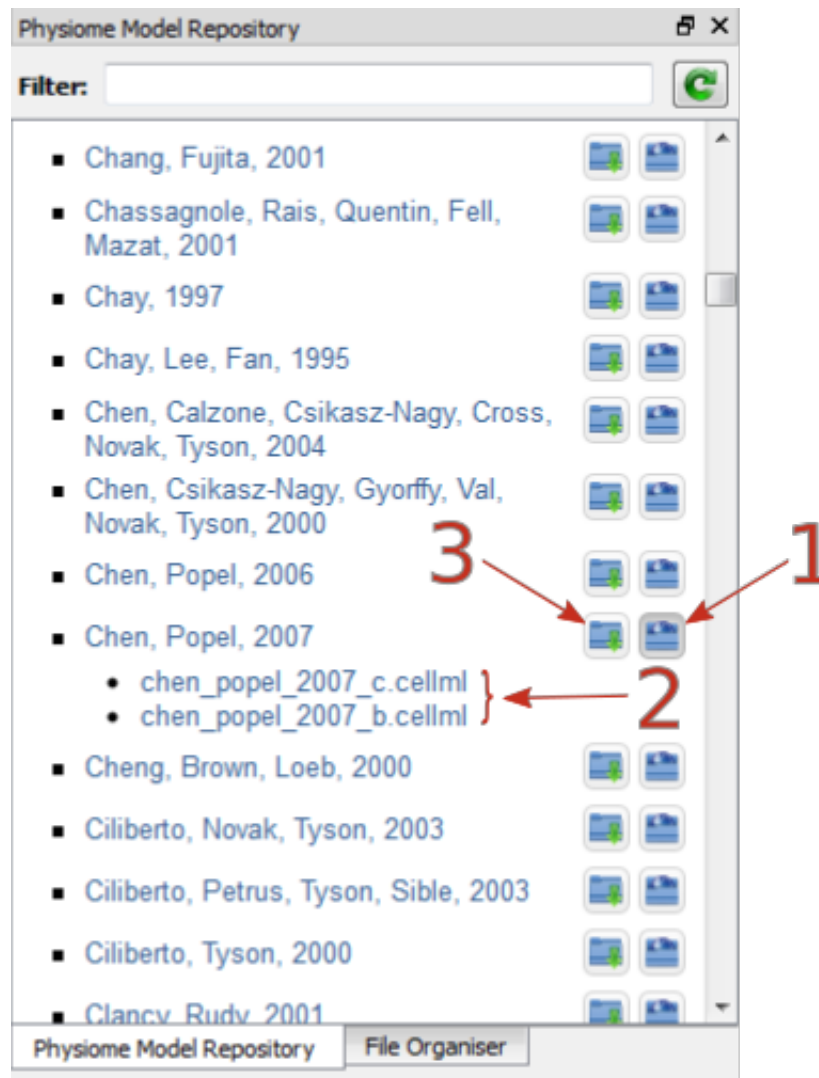 Physiome Model Repository
Filter:
Chang, Fujita, 2001
Chassagnole, Rais, Quentin, Fell,
Mazat, 2001
Chay, 1997
Chay, Lee, Fan, 1995
Chen, Calzone, Csikasz-Nagy, Cross,
Novak, Tyson, 2004
Chen, Csikasz-Nagy, Gyorffy, Val,
Novak, Tyson, 2000
3
1
Chen, Popel, 2006
Chen, Popel, 2007
chen_popel_2007_c.cellml
chen_popel_2007_b.cellml
2
Cheng, Brown, Loeb, 2000
Ciliberto, Novak, Tyson, 2003
Ciliberto, Petrus, Tyson, Sible, 2003
Ciliberto, Tyson, 2000
Clancy, Rudy, 2001
Physiome Model Repository
File Organiser